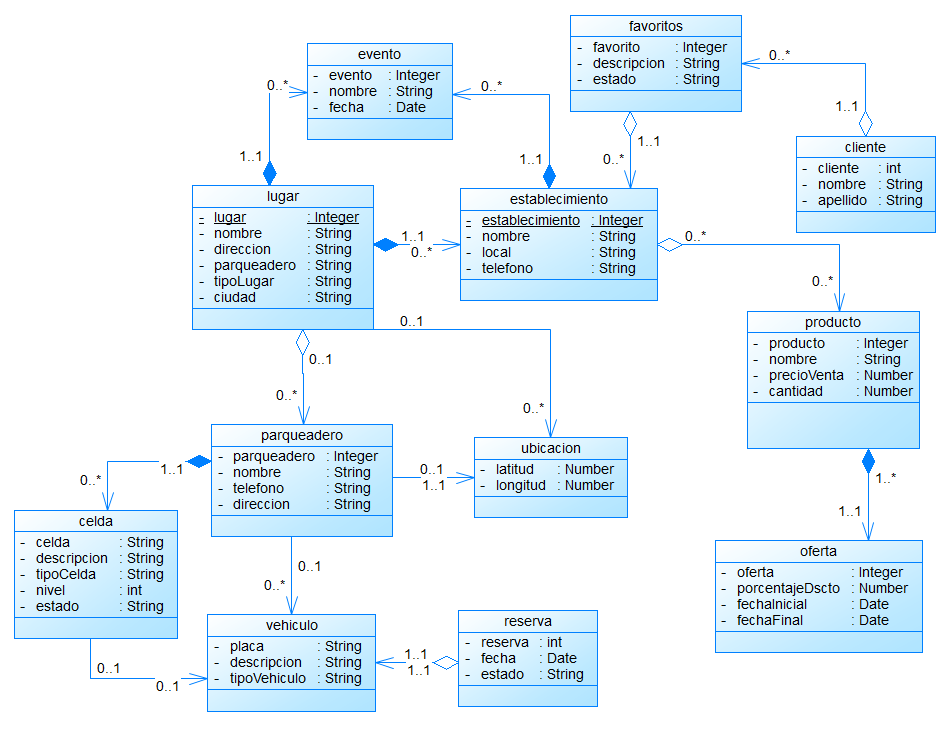 favoritos
- favorito : Integer
- descripcion : String
- estado : String
0..*
1..1
1..1
0..*
evento
- evento : Integer
- nombre : String
- fecha : Date
0..*
0..*
1..1
1..1
cliente
- cliente : int
- nombre : String
- apellido : String
lugar
- lugar : Integer
- nombre : String
- direccion : String
- parqueadero : String
- tipoLugar : String
- ciudad : String
1..1
0..*
establecimiento
- establecimiento : Integer
- nombre : String
- local : String
- telefono : String
0..*
0..*
0..1
0..*
0..1
0..*
producto
- producto : Integer
- nombre : String
- precioVenta : Number
- cantidad : Number
1..*
1..1
parqueadero
- parqueadero : Integer
- nombre : String
- telefono : String
- direccion : String
0..1
1..1
ubicacion
- latitud : Number
- longitud : Number
1..1
0..*
celda
- celda : String
- descripcion : String
- tipoCelda : String
- nivel : int
- estado : String
0..1
0..*
oferta
- oferta : Integer
- porcentajeDscto : Number
- fechaInicial : Date
- fechaFinal : Date
0..1
0..1
vehiculo
- placa : String
- descripcion : String
- tipoVehiculo : String
1..1
1..1
reserva
- reserva : int
- fecha : Date
- estado : String